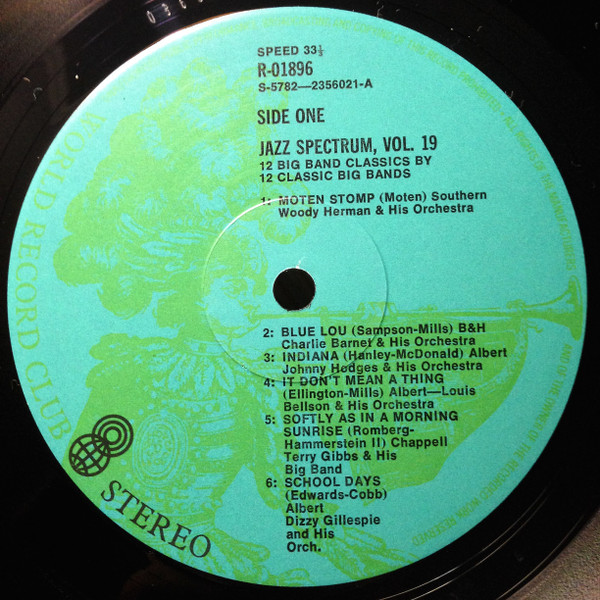 SPEED 33⅓
R-01896
S-5782—2356021-A
SIDE ONE
JAZZ SPECTRUM, VOL. 19
12 BIG BAND CLASSICS BY
12 CLASSIC BIG BANDS
1: MOTEN STOMP (Moten) Southern
Woody Herman & His Orchestra
2: BLUE LOU (Sampson-Mills) B&H
Charlie Barnet & His Orchestra
3: INDIANA (Hanley-McDonald) Albert
Johnny Hodges & His Orchestra
4: IT DON'T MEAN A THING
(Ellington-Mills) Albert—Louis
Bellson & His Orchestra
5: SOFTLY AS IN A MORNING
SUNRISE (Romberg-
Hammerstein II) Chappell
Terry Gibbs & His
Big Band
6: SCHOOL DAYS
(Edwards-Cobb)
Albert
Dizzy Gillespie
and His
Orch.
WORLD RECORD CLUB
STEREO